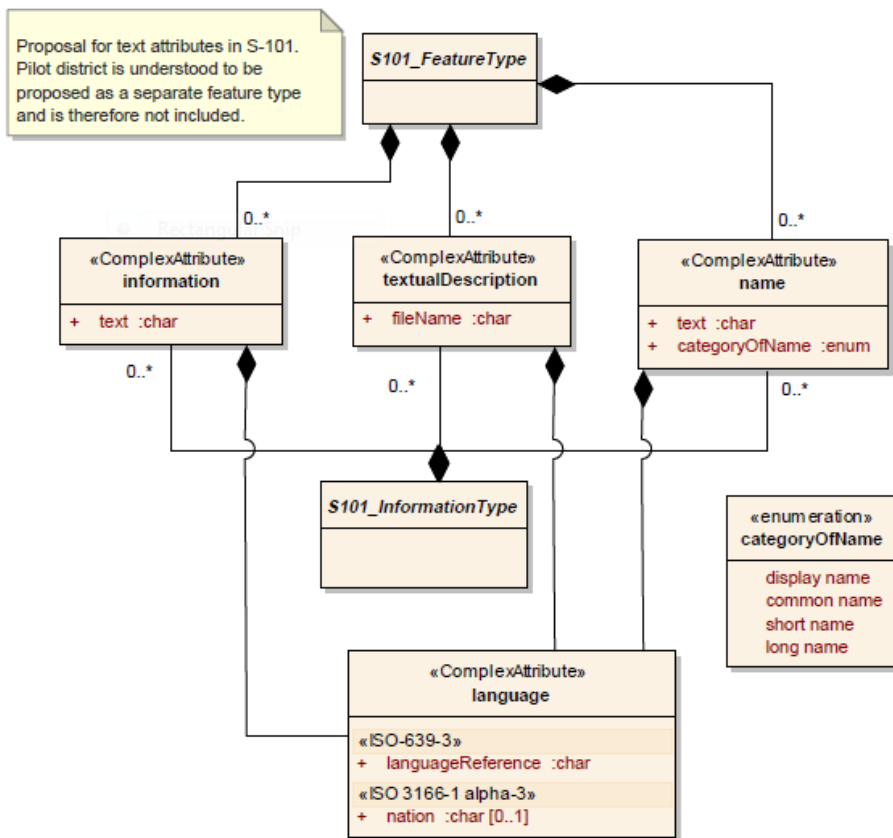 Proposal for text attributes in S-101.
Pilot district is understood to be
proposed as a separate feature type
and is therefore not included.
S101_FeatureType
0..*
0..*
0..*
Rectangular Snip
«ComplexAttribute»
information
+ text :char
«ComplexAttribute»
textualDescription
+ fileName :char
«ComplexAttribute»
name
+ text :char
+ categoryOfName :enum
0..*
0..*
0..*
S101_InformationType
«enumeration»
categoryOfName
display name
common name
short name
long name
«ComplexAttribute»
language
«ISO-639-3»
+ languageReference :char
«ISO 3166-1 alpha-3»
+ nation :char [0..1]